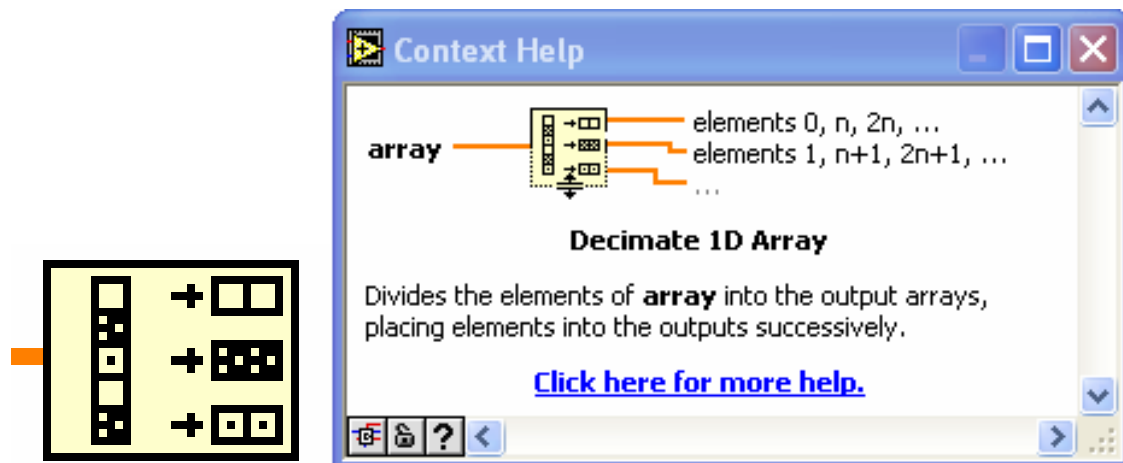 Context Help
array
elements 0, n, 2n, ...
elements 1, n+1, 2n+1, ...
...
Decimate 1D Array
Divides the elements of array into the output arrays,
placing elements into the outputs successively.
Click here for more help.
?